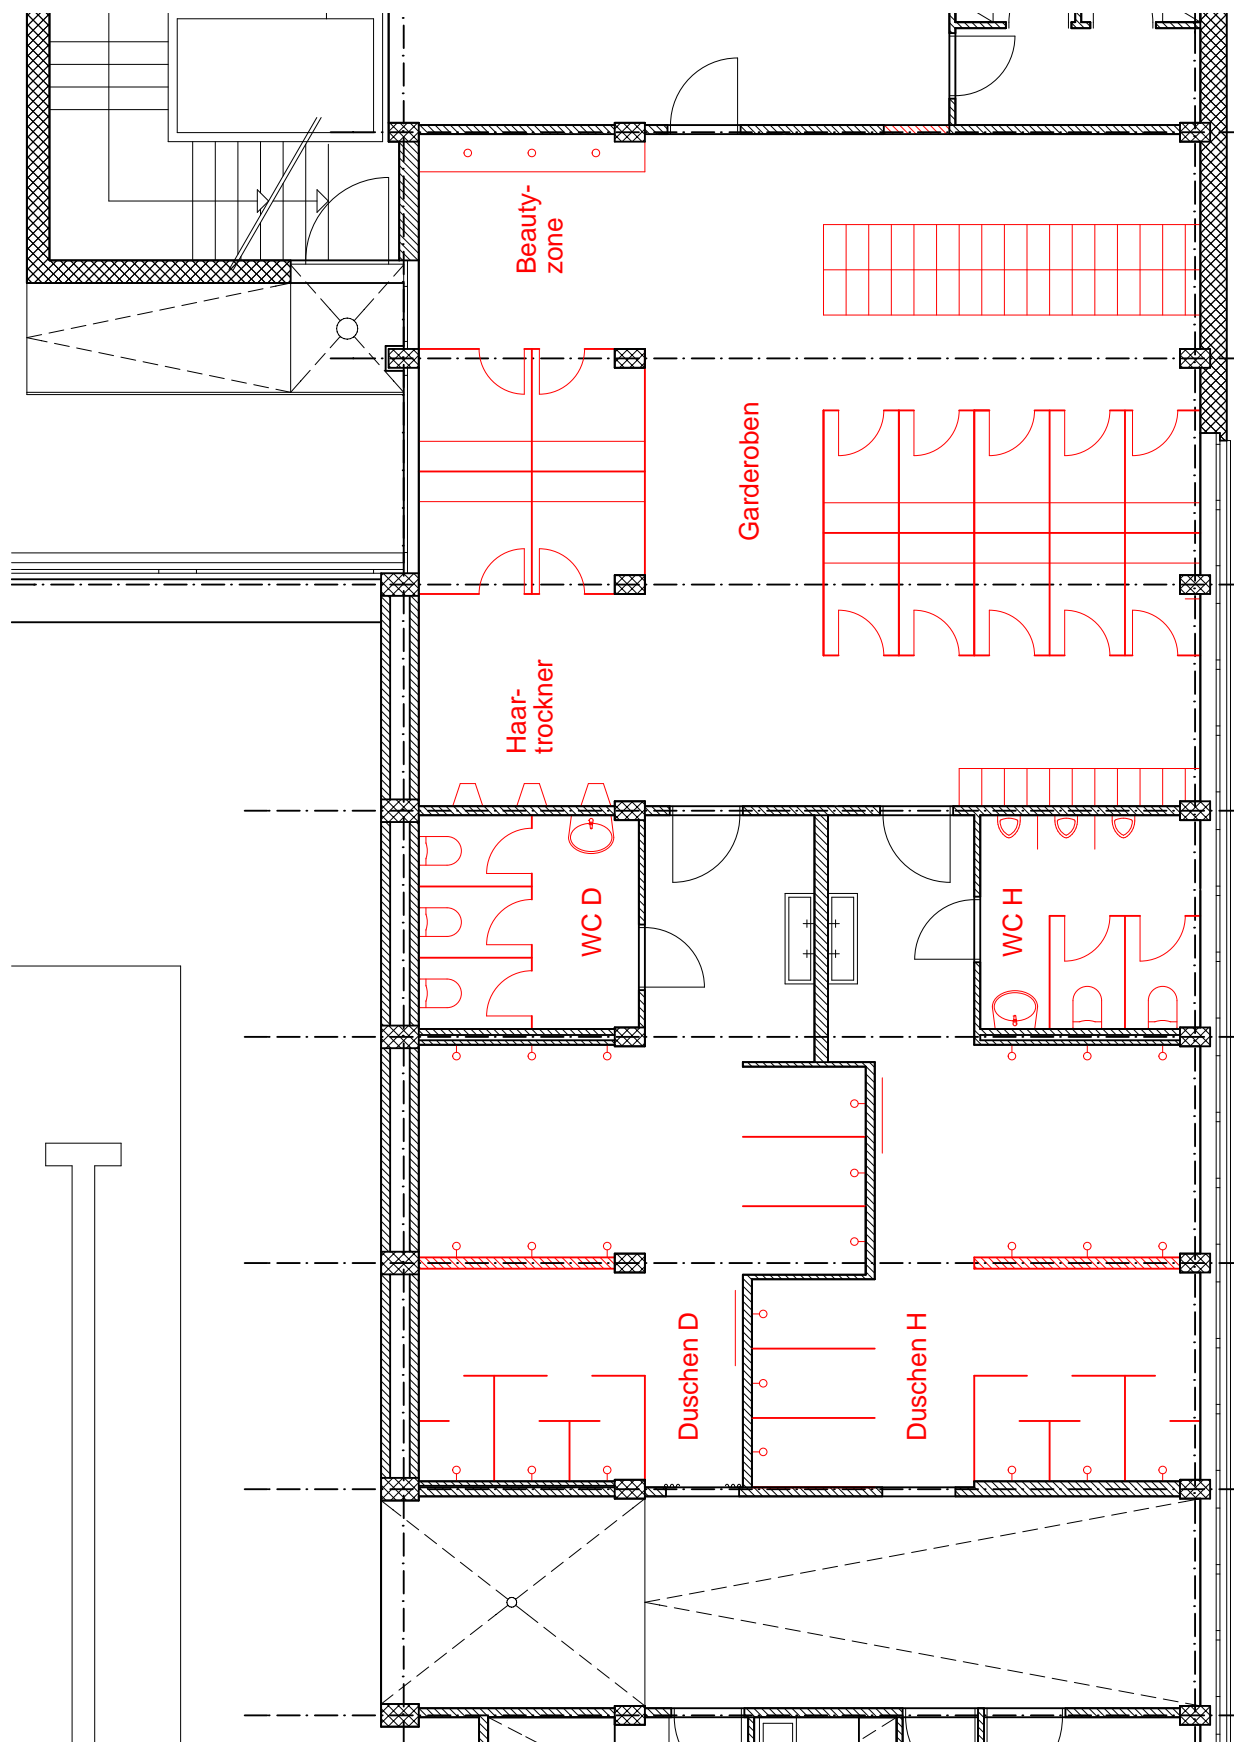 Beauty-
zone
Garderoben
Haar-
trockner
WC D
WC H
Duschen D
Duschen H